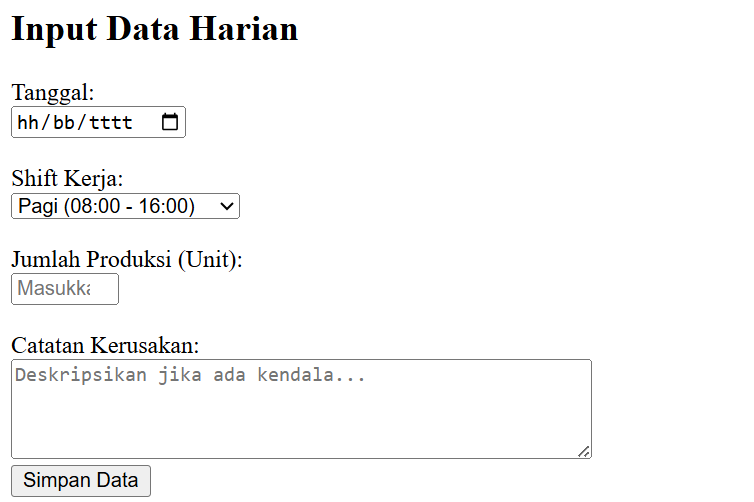 Input Data Harian
Tanggal:
hh/bb/tttt
Shift Kerja:
Pagi (08:00 - 16:00)
Jumlah Produksi (Unit):
Masukka
Catatan Kerusakan:
Deskripsikan jika ada kendala...
Simpan Data